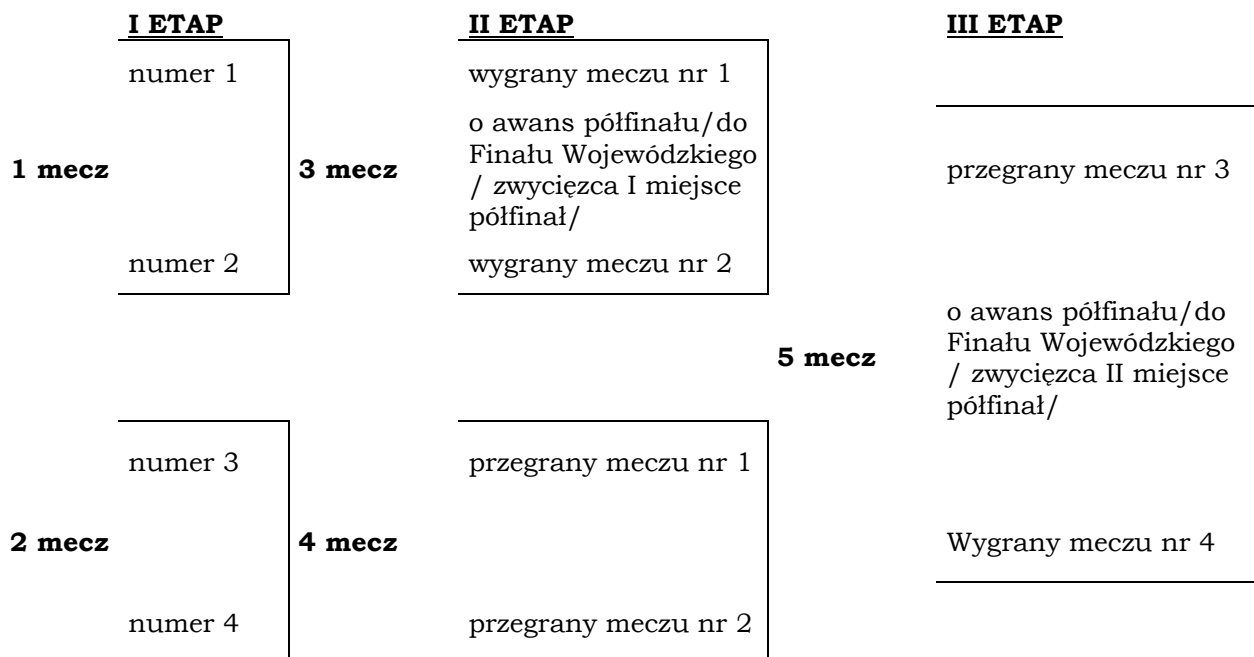 I ETAP
II ETAP
III ETAP
numer 1
wygrany meczu nr 1
1 mecz
3 mecz
o awans półfinału/do
Finału Wojewódzkiego
/ zwycięzca I miejsce
półfinał/
przegrany meczu nr 3
numer 2
wygrany meczu nr 2
5 mecz
o awans półfinału/do
Finału Wojewódzkiego
/ zwycięzca II miejsce
półfinał/
numer 3
przegrany meczu nr 1
2 mecz
4 mecz
Wygrany meczu nr 4
numer 4
przegrany meczu nr 2